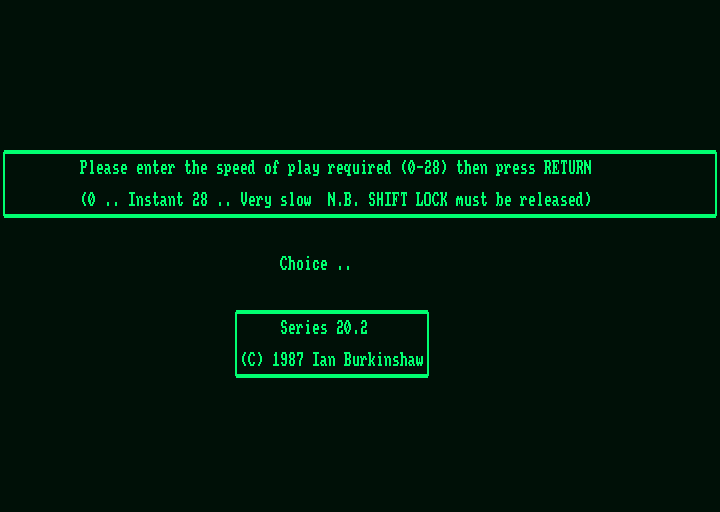 Please enter the speed of play required (0-28) then press RETURN
(0 .. Instant 28 .. Very slow  N.B. SHIFT LOCK must be released)
Choice ..
Series 20.2
(C) 1987 Ian Burkinshaw